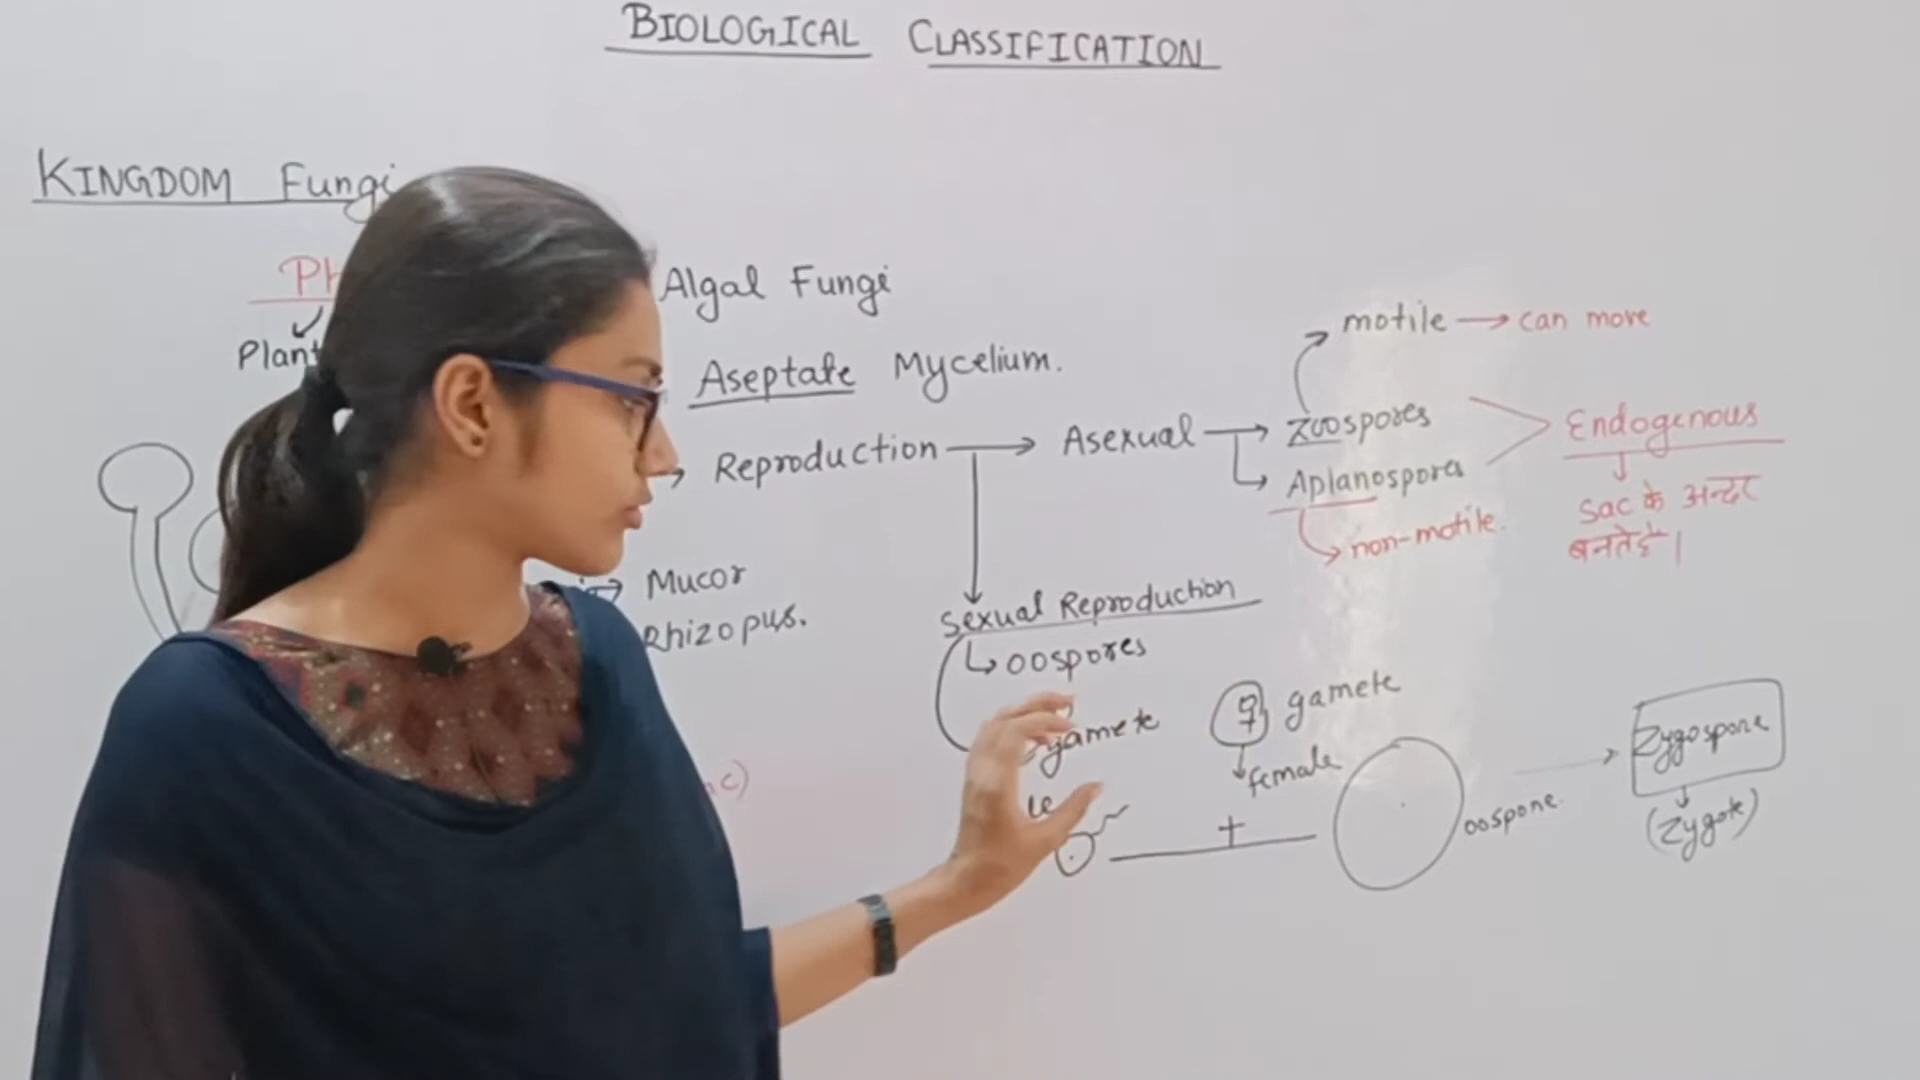 BIOLOGICAL CLASSIFICATION
KINGDOM Fungi
Algal Fungi
Plant
Aseptate Mycelium.
motile → can move
Reproduction → Asexual → Zoospores
Aplanospora
non-motile.
Endogenous
Sac के अन्दर
बनते हैं।
Mucor
Rhizopus.
Sexual Reproduction
↳ oospores
gamete
♀ gamete
female
+
oospore
Zygospore
(Zygote)